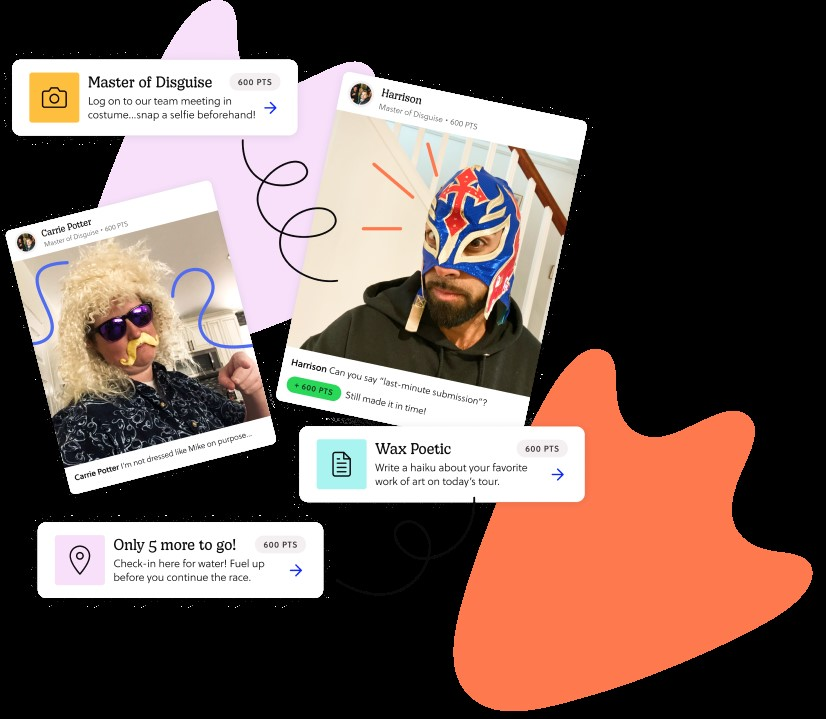 Master of Disguise 600 PTS
Log on to our team meeting in
costume...snap a selfie beforehand!
Harrison
Master of Disguise • 600 PTS
Carrie Potter
Master of Disguise • 600 PTS
Harrison Can you say “last-minute submission”?
+ 600 PTS Still made it in time!
Carrie Potter I'm not dressed like Mike on purpose...
Wax Poetic 600 PTS
Write a haiku about your favorite
work of art on today's tour.
Only 5 more to go! 600 PTS
Check-in here for water! Fuel up
before you continue the race.